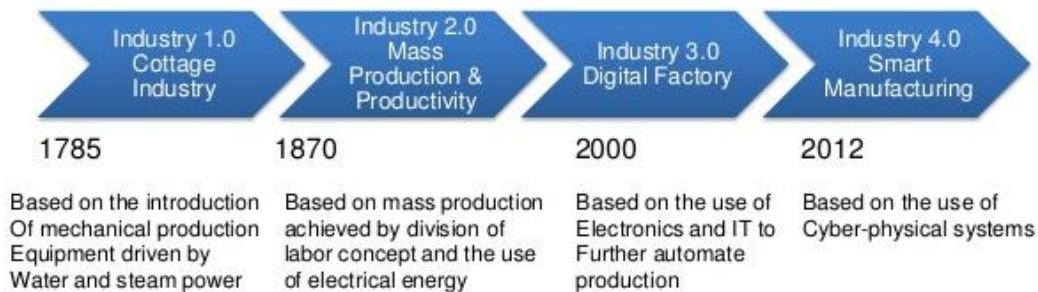 Industry 1.0
Cottage
Industry
Industry 2.0
Mass
Production &
Productivity
Industry 3.0
Digital Factory
Industry 4.0
Smart
Manufacturing
1785
1870
2000
2012
Based on the introduction
Of mechanical production
Equipment driven by
Water and steam power
Based on mass production
achieved by division of
labor concept and the use
of electrical energy
Based on the use of
Electronics and IT to
Further automate
production
Based on the use of
Cyber-physical systems